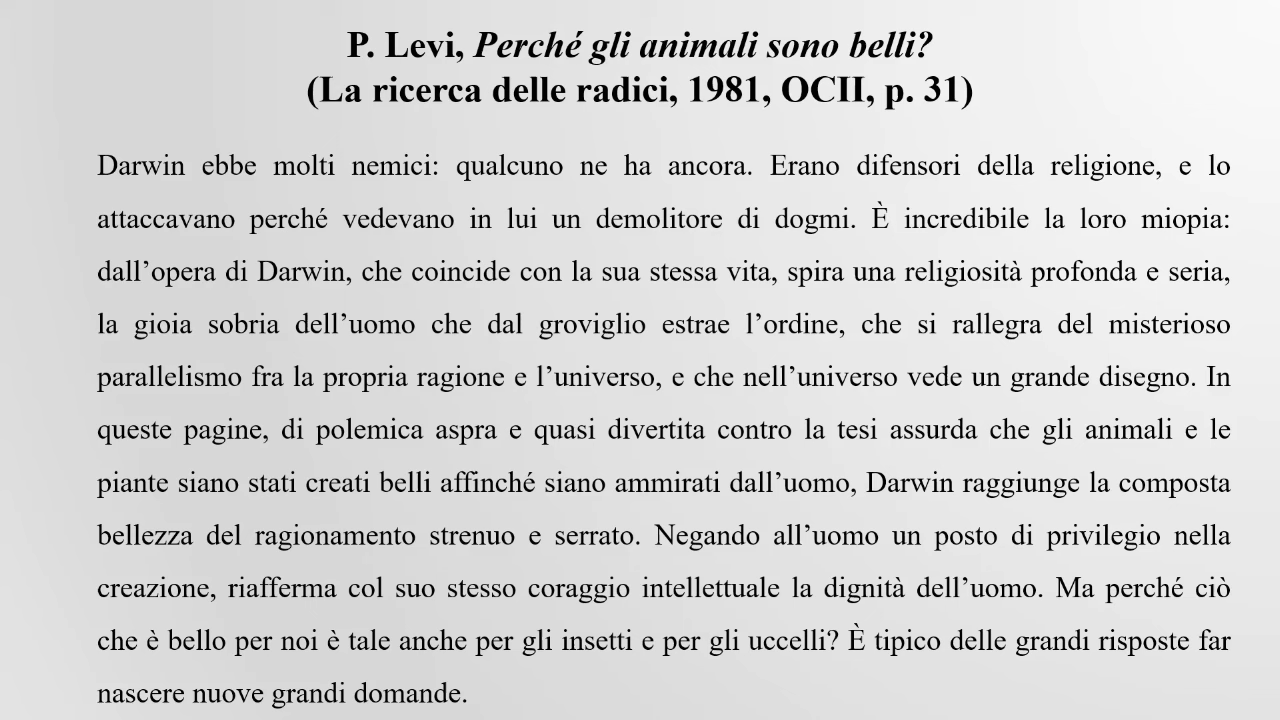 P. Levi, Perché gli animali sono belli?
(La ricerca delle radici, 1981, OCII, p. 31)
Darwin ebbe molti nemici: qualcuno ne ha ancora. Erano difensori della religione, e lo
attaccavano perché vedevano in lui un demolitore di dogmi. È incredibile la loro miopia:
dall’opera di Darwin, che coincide con la sua stessa vita, spira una religiosità profonda e seria,
la gioia sobria dell’uomo che dal groviglio estrae l’ordine, che si rallegra del misterioso
parallelismo fra la propria ragione e l’universo, e che nell’universo vede un grande disegno. In
queste pagine, di polemica aspra e quasi divertita contro la tesi assurda che gli animali e le
piante siano stati creati belli affinché siano ammirati dall’uomo, Darwin raggiunge la composta
bellezza del ragionamento strenuo e serrato. Negando all’uomo un posto di privilegio nella
creazione, riafferma col suo stesso coraggio intellettuale la dignità dell’uomo. Ma perché ciò
che è bello per noi è tale anche per gli insetti e per gli uccelli? È tipico delle grandi risposte far
nascere nuove grandi domande.